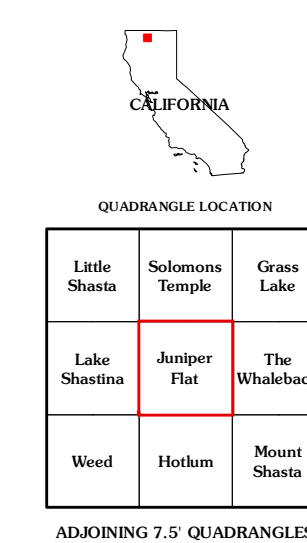 CALIFORNIA
QUADRANGLE LOCATION
Little Solomons Grass
Shasta Temple Lake
Lake Juniper The
Shastina Flat Whalebac
Weed Hotlum Mount
Shasta
ADJOINING 7.5' QUADRANGLES